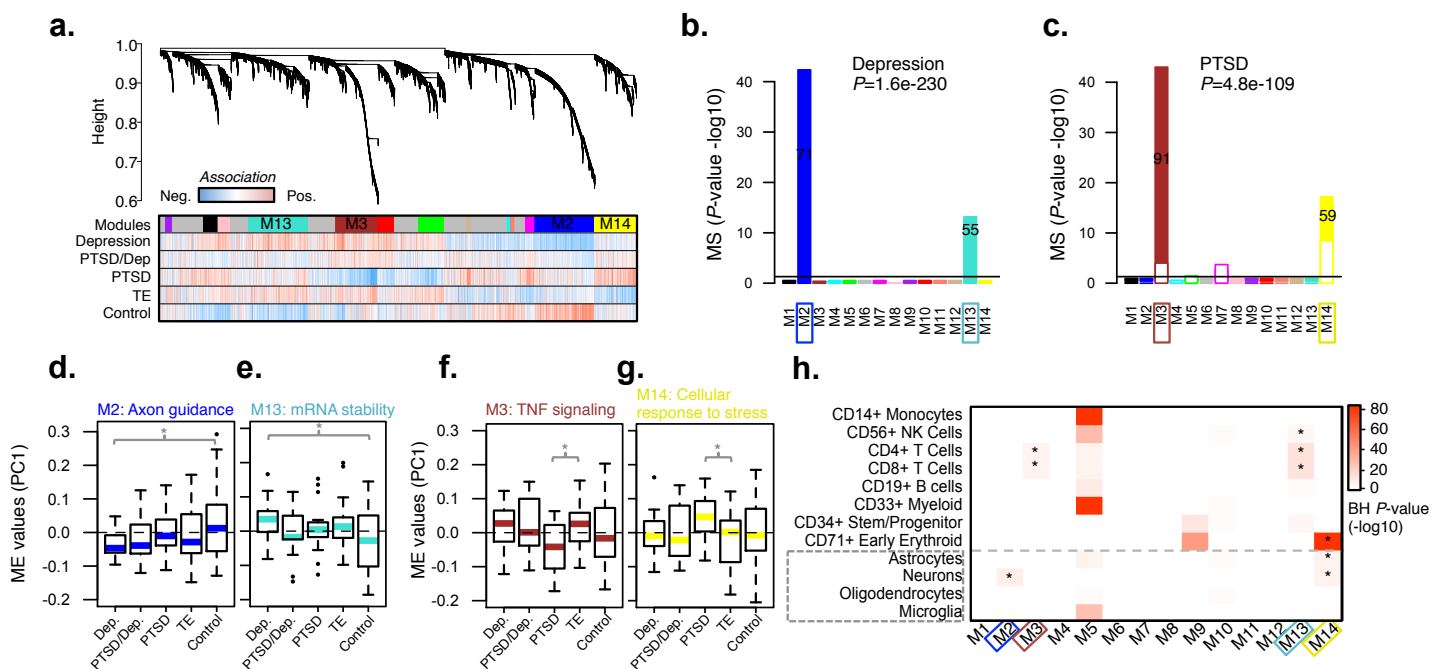 a.
1.0
0.9
0.8
0.7
0.6
Height
Association
Neg.
Pos.
Modules
M13
M3
M2
M14
Depression
PTSD/Dep
PTSD
TE
Control
b.
Depression
P=1.6e-230
MS (P-value -log10)
40
30
20
10
0
71
55
M1
M2
M3
M4
M5
M6
M7
M8
M9
M10
M11
M12
M13
M14
c.
PTSD
P=4.8e-109
MS (P-value -log10)
40
30
20
10
0
91
59
M1
M2
M3
M4
M5
M6
M7
M8
M9
M10
M11
M12
M13
M14
d.
M2: Axon guidance
ME values (PC1)
0.3
0.2
0.1
0.0
-0.1
-0.2
*
Dep.
PTSD/Dep.
PTSD
TE
Control
e.
M13: mRNA stability
*
Dep.
PTSD/Dep.
PTSD
TE
Control
f.
M3: TNF signaling
ME values (PC1)
0.3
0.2
0.1
0.0
-0.1
-0.2
*
Dep.
PTSD/Dep.
PTSD
TE
Control
g.
M14: Cellular
response to stress
*
Dep.
PTSD/Dep.
PTSD
TE
Control
h.
CD14+ Monocytes
CD56+ NK Cells *
CD4+ T Cells * *
CD8+ T Cells * *
CD19+ B cells
CD33+ Myeloid
CD34+ Stem/Progenitor
CD71+ Early Erythroid *
Astrocytes *
Neurons * *
Oligodendrocytes
Microglia
M1
M2
M3
M4
M5
M6
M7
M8
M9
M10
M11
M12
M13
M14
80
60
40
20
0
BH P-value
(-log10)